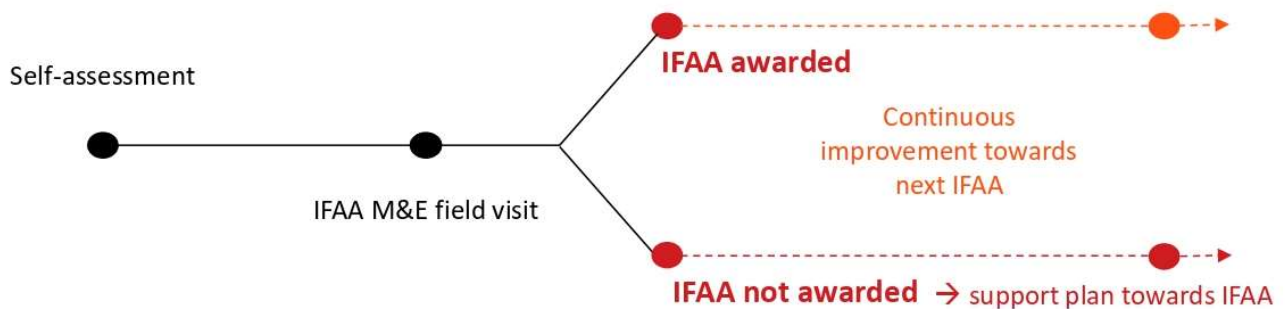 Self-assessment
IFAA M&E field visit
IFAA awarded
Continuous
improvement towards
next IFAA
IFAA not awarded → support plan towards IFAA